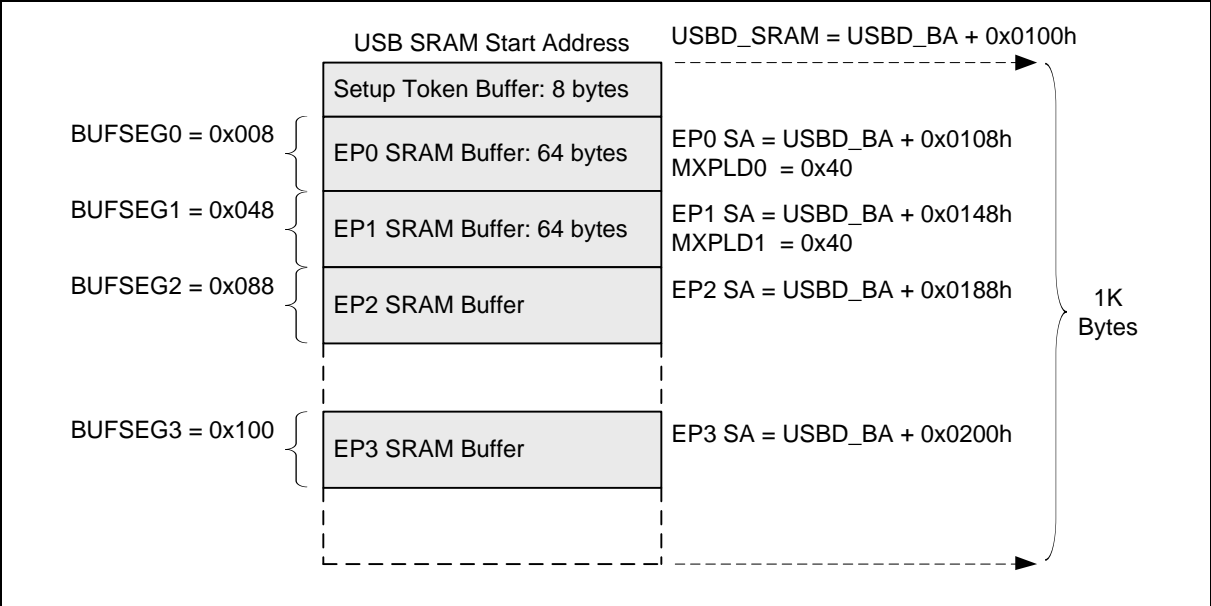 USB SRAM Start Address
USBD_SRAM = USBD_BA + 0x0100h
Setup Token Buffer: 8 bytes
BUFSEG0 = 0x008
EP0 SRAM Buffer: 64 bytes
EP0 SA = USBD_BA + 0x0108h
MXPLD0 = 0x40
BUFSEG1 = 0x048
EP1 SRAM Buffer: 64 bytes
EP1 SA = USBD_BA + 0x0148h
MXPLD1 = 0x40
BUFSEG2 = 0x088
EP2 SRAM Buffer
EP2 SA = USBD_BA + 0x0188h
1K
Bytes
BUFSEG3 = 0x100
EP3 SRAM Buffer
EP3 SA = USBD_BA + 0x0200h